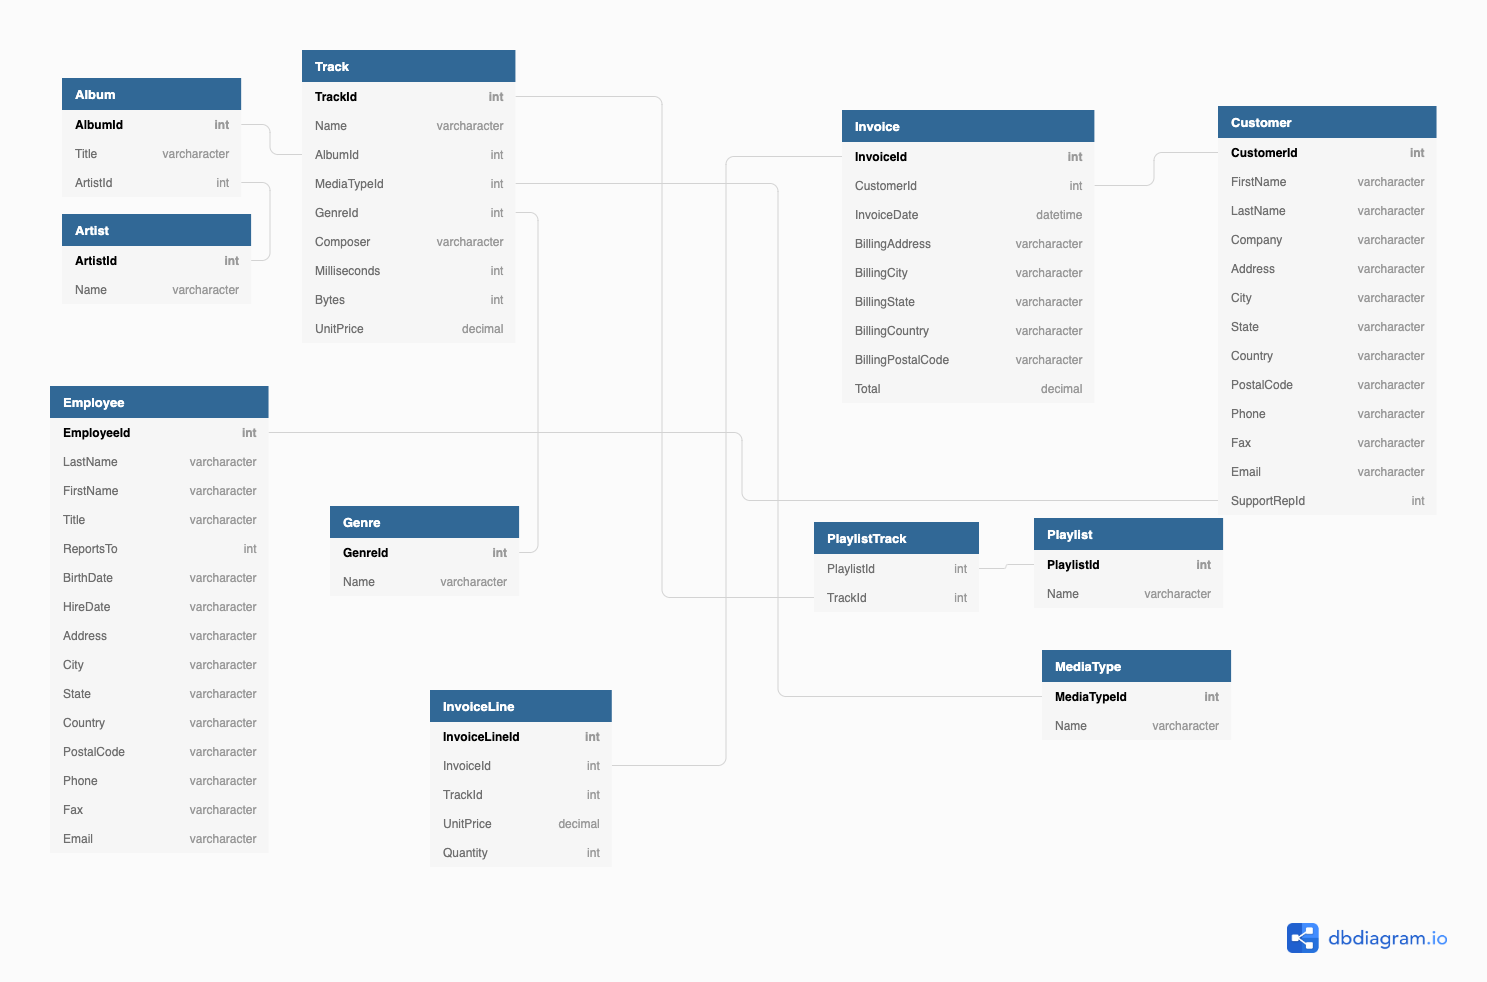 Album
AlbumId int
Title varcharacter
ArtistId int
Artist
ArtistId int
Name varcharacter
Track
TrackId int
Name varcharacter
AlbumId int
MediaTypeId int
GenreId int
Composer varcharacter
Milliseconds int
Bytes int
UnitPrice decimal
Invoice
InvoiceId int
CustomerId int
InvoiceDate datetime
BillingAddress varcharacter
BillingCity varcharacter
BillingState varcharacter
BillingCountry varcharacter
BillingPostalCode varcharacter
Total decimal
Customer
CustomerId int
FirstName varcharacter
LastName varcharacter
Company varcharacter
Address varcharacter
City varcharacter
State varcharacter
Country varcharacter
PostalCode varcharacter
Phone varcharacter
Fax varcharacter
Email varcharacter
SupportRepId int
Employee
EmployeeId int
LastName varcharacter
FirstName varcharacter
Title varcharacter
ReportsTo int
BirthDate varcharacter
HireDate varcharacter
Address varcharacter
City varcharacter
State varcharacter
Country varcharacter
PostalCode varcharacter
Phone varcharacter
Fax varcharacter
Email varcharacter
Genre
GenreId int
Name varcharacter
PlaylistTrack
PlaylistId int
TrackId int
Playlist
PlaylistId int
Name varcharacter
MediaType
MediaTypeId int
Name varcharacter
InvoiceLine
InvoiceLineId int
InvoiceId int
TrackId int
UnitPrice decimal
Quantity int
dbdiagram.io